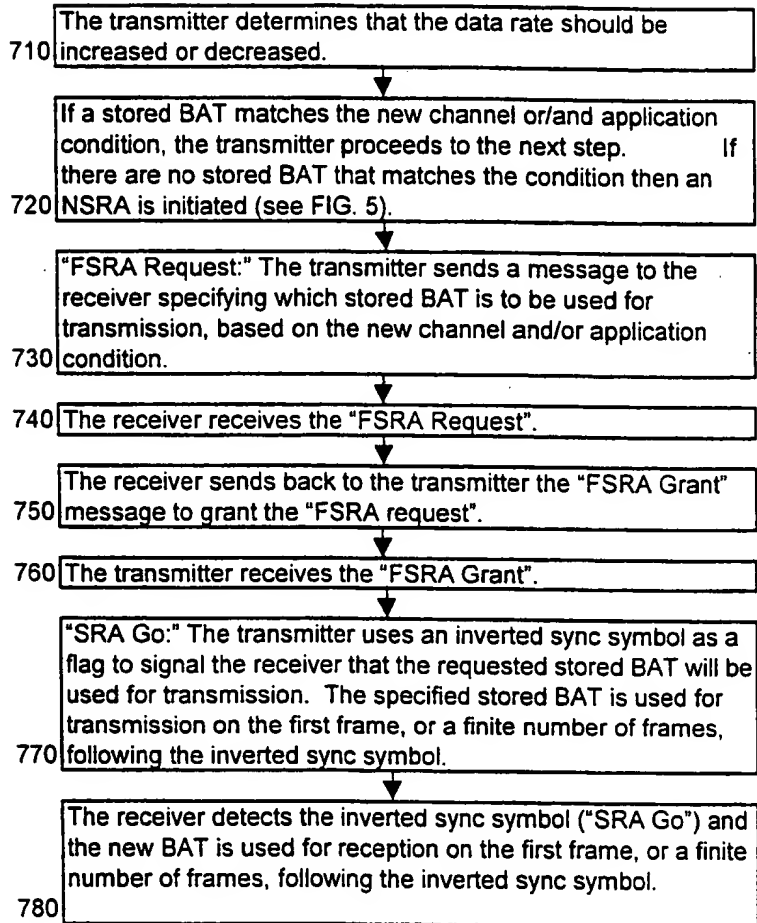 The transmitter determines that the data rate should be
710 increased or decreased.
If a stored BAT matches the new channel or/and application
condition, the transmitter proceeds to the next step. If
there are no stored BAT that matches the condition then an
720 NSRA is initiated (see FIG. 5).
"FSRA Request:" The transmitter sends a message to the
receiver specifying which stored BAT is to be used for
transmission, based on the new channel and/or application
730 condition.
740 The receiver receives the "FSRA Request".
The receiver sends back to the transmitter the "FSRA Grant"
750 message to grant the "FSRA request".
760 The transmitter receives the "FSRA Grant".
"SRA Go:" The transmitter uses an inverted sync symbol as a
flag to signal the receiver that the requested stored BAT will be
used for transmission. The specified stored BAT is used for
transmission on the first frame, or a finite number of frames,
770 following the inverted sync symbol.
The receiver detects the inverted sync symbol ("SRA Go") and
the new BAT is used for reception on the first frame, or a finite
number of frames, following the inverted sync symbol.
780